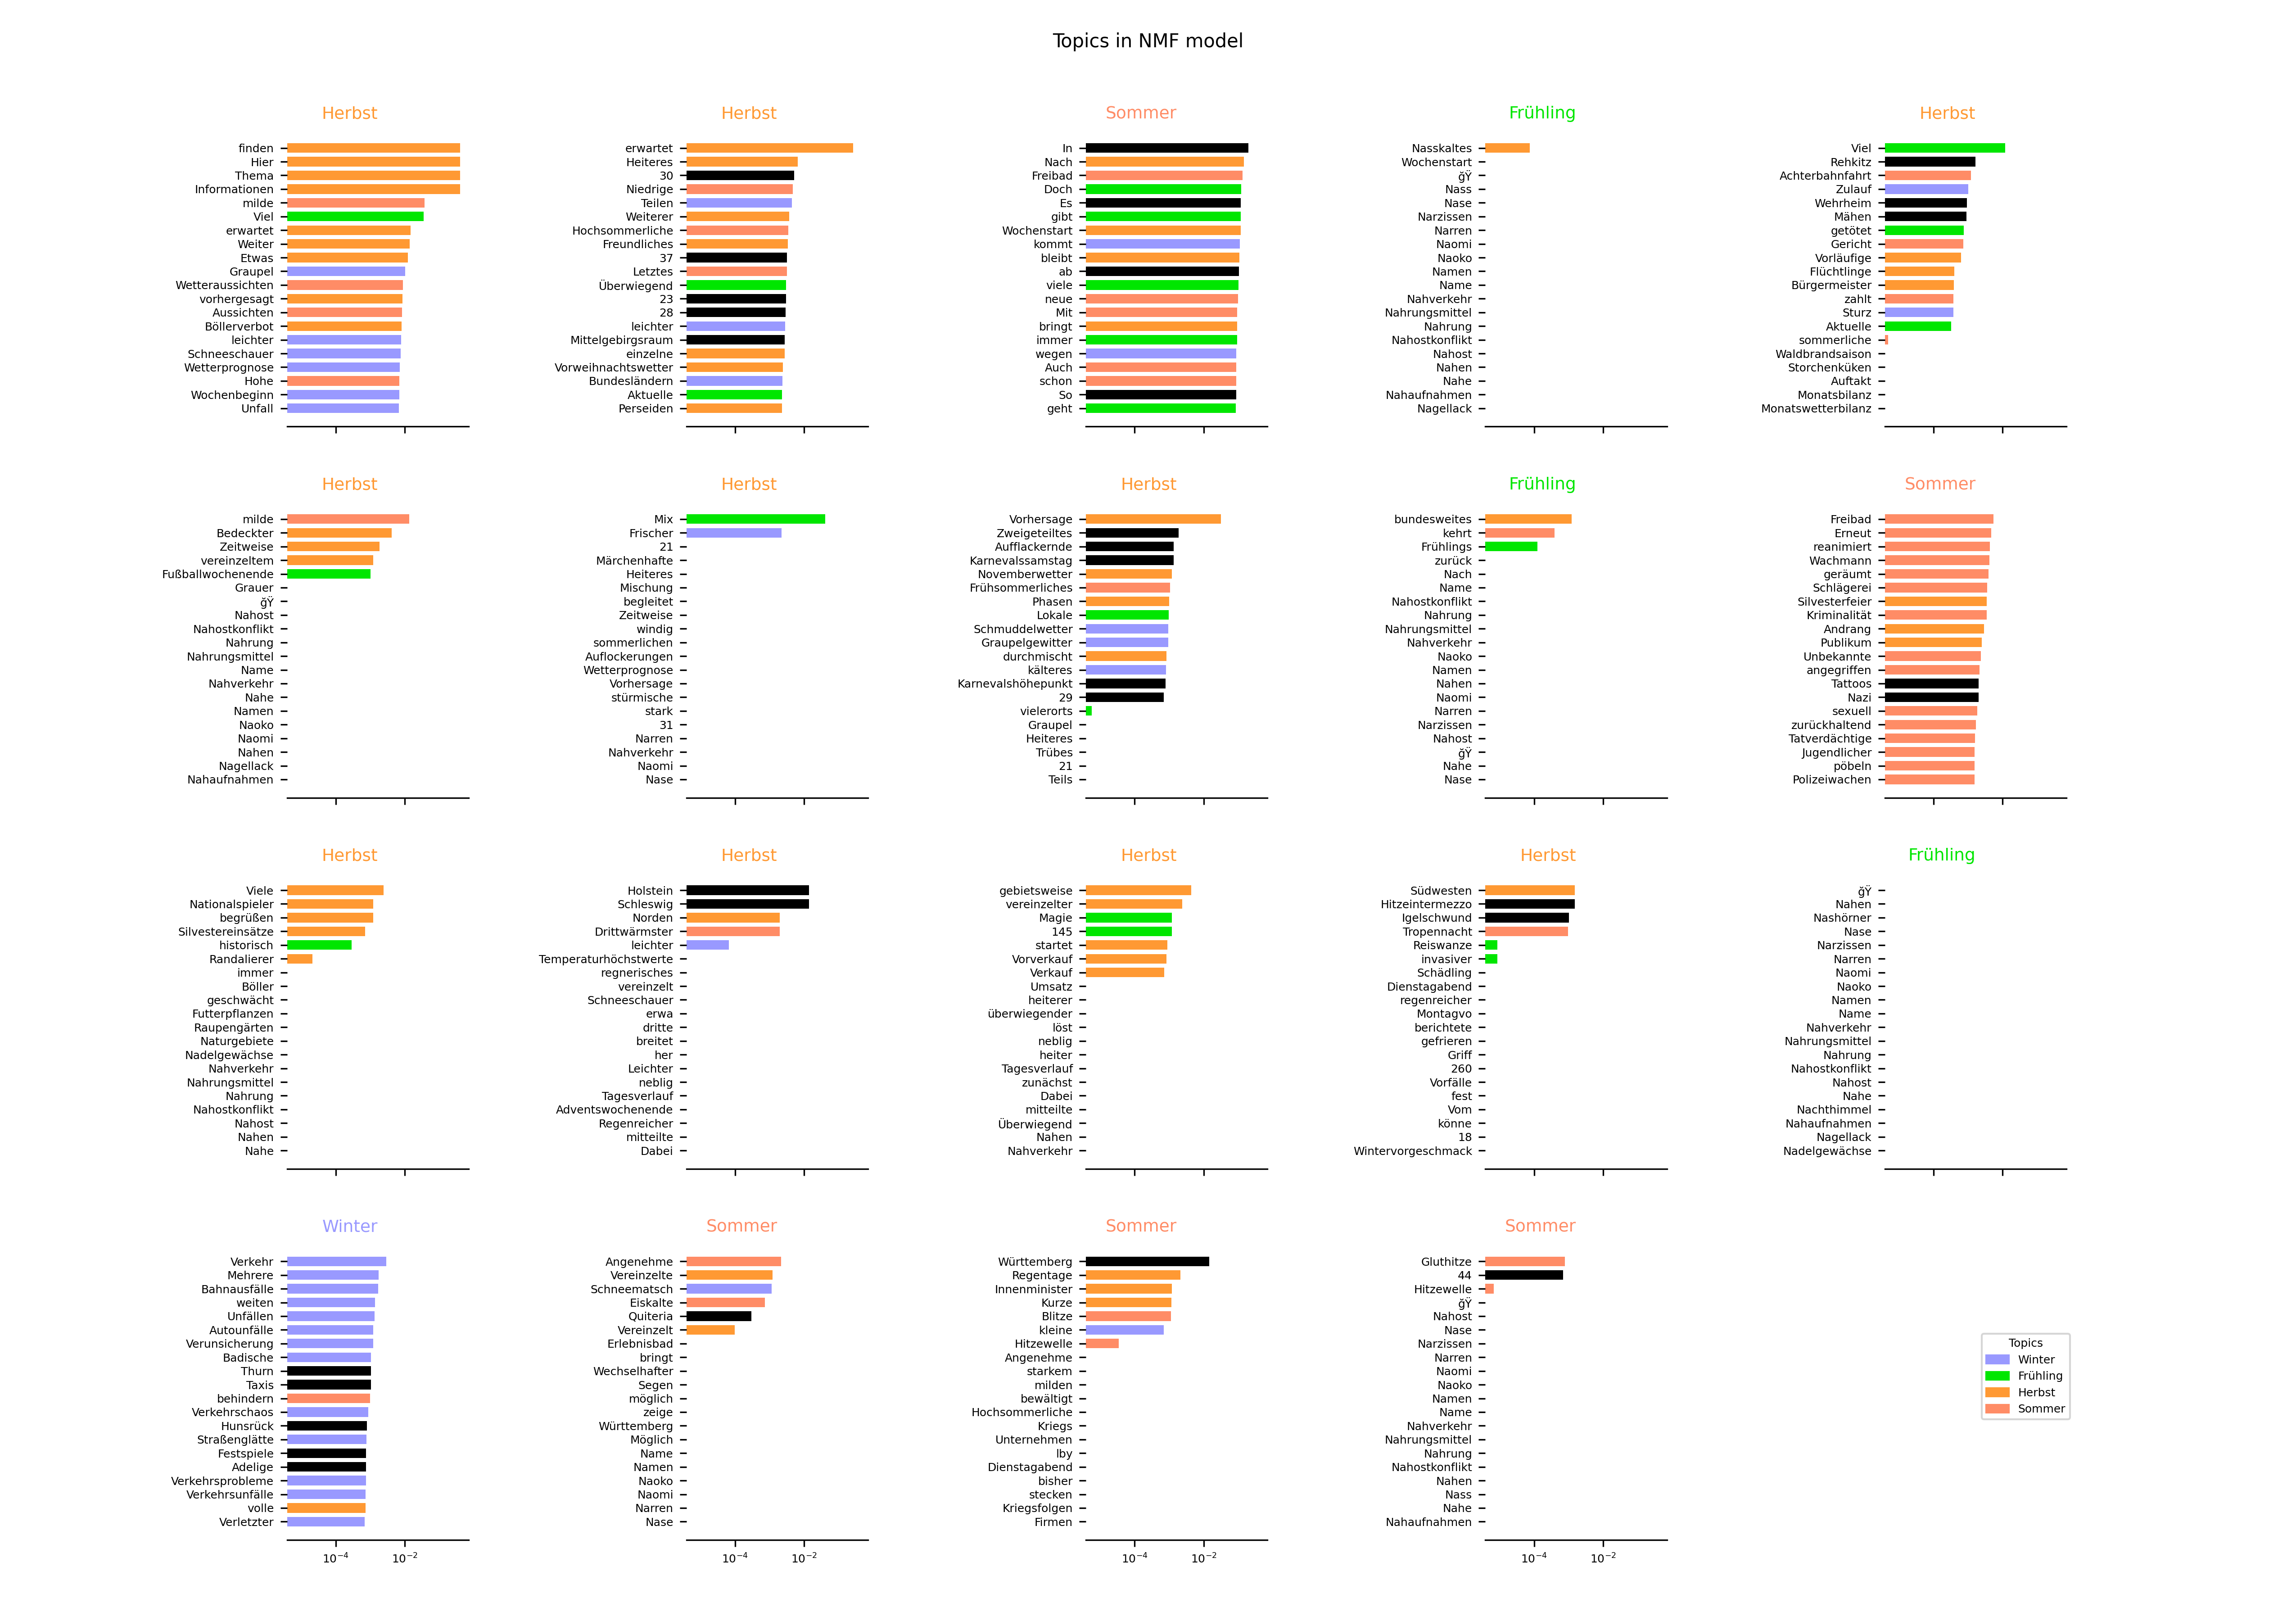 Topics in NMF model
Herbst
finden
Hier
Thema
Informationen
milde
Viel
erwartet
Weiter
Etwas
Graupel
Wetteraussichten
vorhergesagt
Aussichten
Böllerverbot
leichter
Schneeschauer
Wetterprognose
Hohe
Wochenbeginn
Unfall
Herbst
erwartet
Heiteres
30
Niedrige
Teilen
Weiterer
Hochsommerliche
Freundliches
37
Letztes
Überwiegend
23
28
leichter
Mittelgebirgsraum
einzelne
Vorweihnachtswetter
Bundesländern
Aktuelle
Perseiden
Sommer
In
Nach
Freibad
Doch
Es
gibt
Wochenstart
kommt
bleibt
ab
viele
neue
Mit
bringt
immer
wegen
Auch
schon
So
geht
Frühling
Nasskaltes
Wochenstart
ğŸ
Nass
Nase
Narzissen
Narren
Naomi
Naoko
Namen
Name
Nahverkehr
Nahrungsmittel
Nahrung
Nahostkonflikt
Nahost
Nahen
Nahe
Nahaufnahmen
Nagellack
Herbst
Viel
Rehkitz
Achterbahnfahrt
Zulauf
Wehrheim
Mähen
getötet
Gericht
Vorläufige
Flüchtlinge
Bürgermeister
zahlt
Sturz
Aktuelle
sommerliche
Waldbrandsaison
Storchenküken
Auftakt
Monatsbilanz
Monatswetterbilanz
Herbst
milde
Bedeckter
Zeitweise
vereinzeltem
Fußballwochenende
Grauer
ğŸ
Nahost
Nahostkonflikt
Nahrung
Nahrungsmittel
Name
Nahverkehr
Nahe
Namen
Naoko
Naomi
Nahen
Nagellack
Nahaufnahmen
Herbst
Mix
Frischer
21
Märchenhafte
Heiteres
Mischung
begleitet
Zeitweise
windig
sommerlichen
Auflockerungen
Wetterprognose
Vorhersage
stürmische
stark
31
Narren
Nahverkehr
Naomi
Nase
Herbst
Vorhersage
Zweigeteiltes
Aufflackernde
Karnevalssamstag
Novemberwetter
Frühsommerliches
Phasen
Lokale
Schmuddelwetter
Graupelgewitter
durchmischt
kälteres
Karnevalshöhepunkt
29
vielerorts
Graupel
Heiteres
Trübes
21
Teils
Frühling
bundesweites
kehrt
Frühlings
zurück
Nach
Name
Nahostkonflikt
Nahrung
Nahrungsmittel
Nahverkehr
Naoko
Namen
Nahen
Naomi
Narren
Narzissen
Nahost
ğŸ
Nahe
Nase
Sommer
Freibad
Erneut
reanimiert
Wachmann
geräumt
Schlägerei
Silvesterfeier
Kriminalität
Andrang
Publikum
Unbekannte
angegriffen
Tattoos
Nazi
sexuell
zurückhaltend
Tatverdächtige
Jugendlicher
pöbeln
Polizeiwachen
Herbst
Viele
Nationalspieler
begrüßen
Silvestereinsätze
historisch
Randalierer
immer
Böller
geschwächt
Futterpflanzen
Raupengärten
Naturgebiete
Nadelgewächse
Nahverkehr
Nahrungsmittel
Nahrung
Nahostkonflikt
Nahost
Nahen
Nahe
Herbst
Holstein
Schleswig
Norden
Drittwärmster
leichter
Temperaturhöchstwerte
regnerisches
vereinzelt
Schneeschauer
erwa
dritte
breitet
her
Leichter
neblig
Tagesverlauf
Adventswochenende
Regenreicher
mitteilte
Dabei
Herbst
gebietsweise
vereinzelter
Magie
145
startet
Vorverkauf
Verkauf
Umsatz
heiterer
überwiegender
löst
neblig
heiter
Tagesverlauf
zunächst
Dabei
mitteilte
Überwiegend
Nahen
Nahverkehr
Herbst
Südwesten
Hitzeintermezzo
Igelschwund
Tropennacht
Reiswanze
invasiver
Schädling
Dienstagabend
regenreicher
Montagvo
berichtete
gefrieren
Griff
260
Vorfälle
fest
Vom
könne
18
Wintervorgeschmack
Frühling
ğŸ
Nahen
Nashörner
Nase
Narzissen
Narren
Naomi
Naoko
Namen
Name
Nahverkehr
Nahrungsmittel
Nahrung
Nahostkonflikt
Nahost
Nahe
Nachthimmel
Nahaufnahmen
Nagellack
Nadelgewächse
Winter
Verkehr
Mehrere
Bahnausfälle
weiten
Unfällen
Autounfälle
Verunsicherung
Badische
Thurn
Taxis
behindern
Verkehrschaos
Hunsrück
Straßenglätte
Festspiele
Adelige
Verkehrsprobleme
Verkehrsunfälle
volle
Verletzter
10⁻⁴ 10⁻²
Sommer
Angenehme
Vereinzelte
Schneematsch
Eiskalte
Quiteria
Vereinzelt
Erlebnisbad
bringt
Wechselhafter
Segen
möglich
zeige
Württemberg
Möglich
Name
Namen
Naoko
Naomi
Narren
Nase
10⁻⁴ 10⁻²
Sommer
Württemberg
Regentage
Innenminister
Kurze
Blitze
kleine
Hitzewelle
Angenehme
starkem
milden
bewältigt
Hochsommerliche
Kriegs
Unternehmen
lby
Dienstagabend
bisher
stecken
Kriegsfolgen
Firmen
10⁻⁴ 10⁻²
Sommer
Gluthitze
44
Hitzewelle
ğŸ
Nahost
Nase
Narzissen
Narren
Naomi
Naoko
Namen
Name
Nahverkehr
Nahrungsmittel
Nahrung
Nahostkonflikt
Nahen
Nass
Nahe
Nahaufnahmen
10⁻⁴ 10⁻²
Topics
Winter
Frühling
Herbst
Sommer